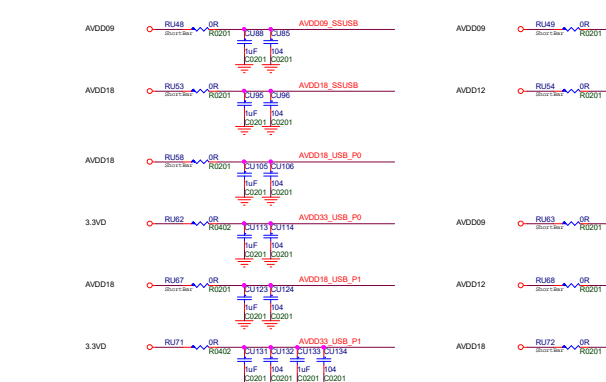 AVDD09 RU48 0R AVDD09_SSUSB AVDD09 RU49 0R
ShortBar R0201 CU88 CU85 ShortBar R0201
1uF 104
C0201 C0201
AVDD18 RU53 0R AVDD18_SSUSB AVDD12 RU54 0R
ShortBar R0201 CU95 CU96 ShortBar R0201
1uF 104
C0201 C0201
AVDD18 RU58 0R AVDD18_USB_P0
ShortBar R0201 CU105 CU106
1uF 104
C0201 C0201
3.3VD RU62 0R AVDD33_USB_P0 AVDD09 RU63 0R
R0402 CU113 CU114 ShortBar R0201
1uF 104
C0201 C0201
AVDD18 RU67 0R AVDD18_USB_P1 AVDD12 RU68 0R
ShortBar R0201 CU123 CU124 ShortBar R0201
1uF 104
C0201 C0201
3.3VD RU71 0R AVDD33_USB_P1 AVDD18 RU72 0R
R0402 CU131 CU132 CU133 CU134 ShortBar R0201
1uF 104 1uF 104
C0201 C0201 C0201 C0201